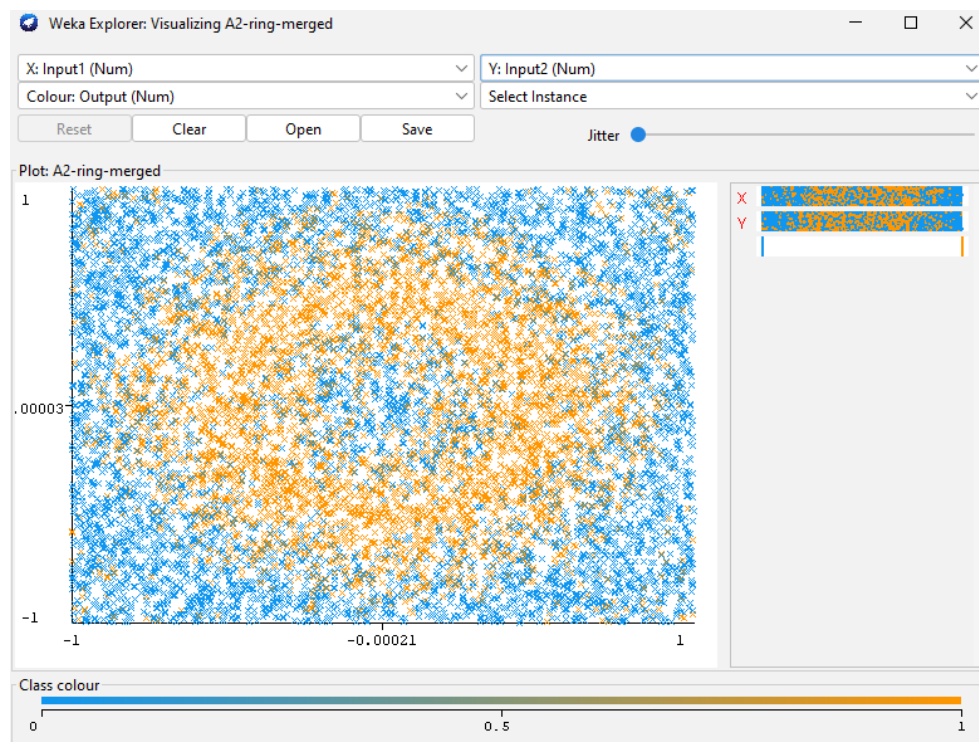 Weka Explorer: Visualizing A2-ring-merged
X: Input1 (Num)
Y: Input2 (Num)
Colour: Output (Num)
Select Instance
Reset
Clear
Open
Save
Jitter
Plot: A2-ring-merged
1
.00003
-1
-1
-0.00021
1
X
Y
Class colour
0
0.5
1